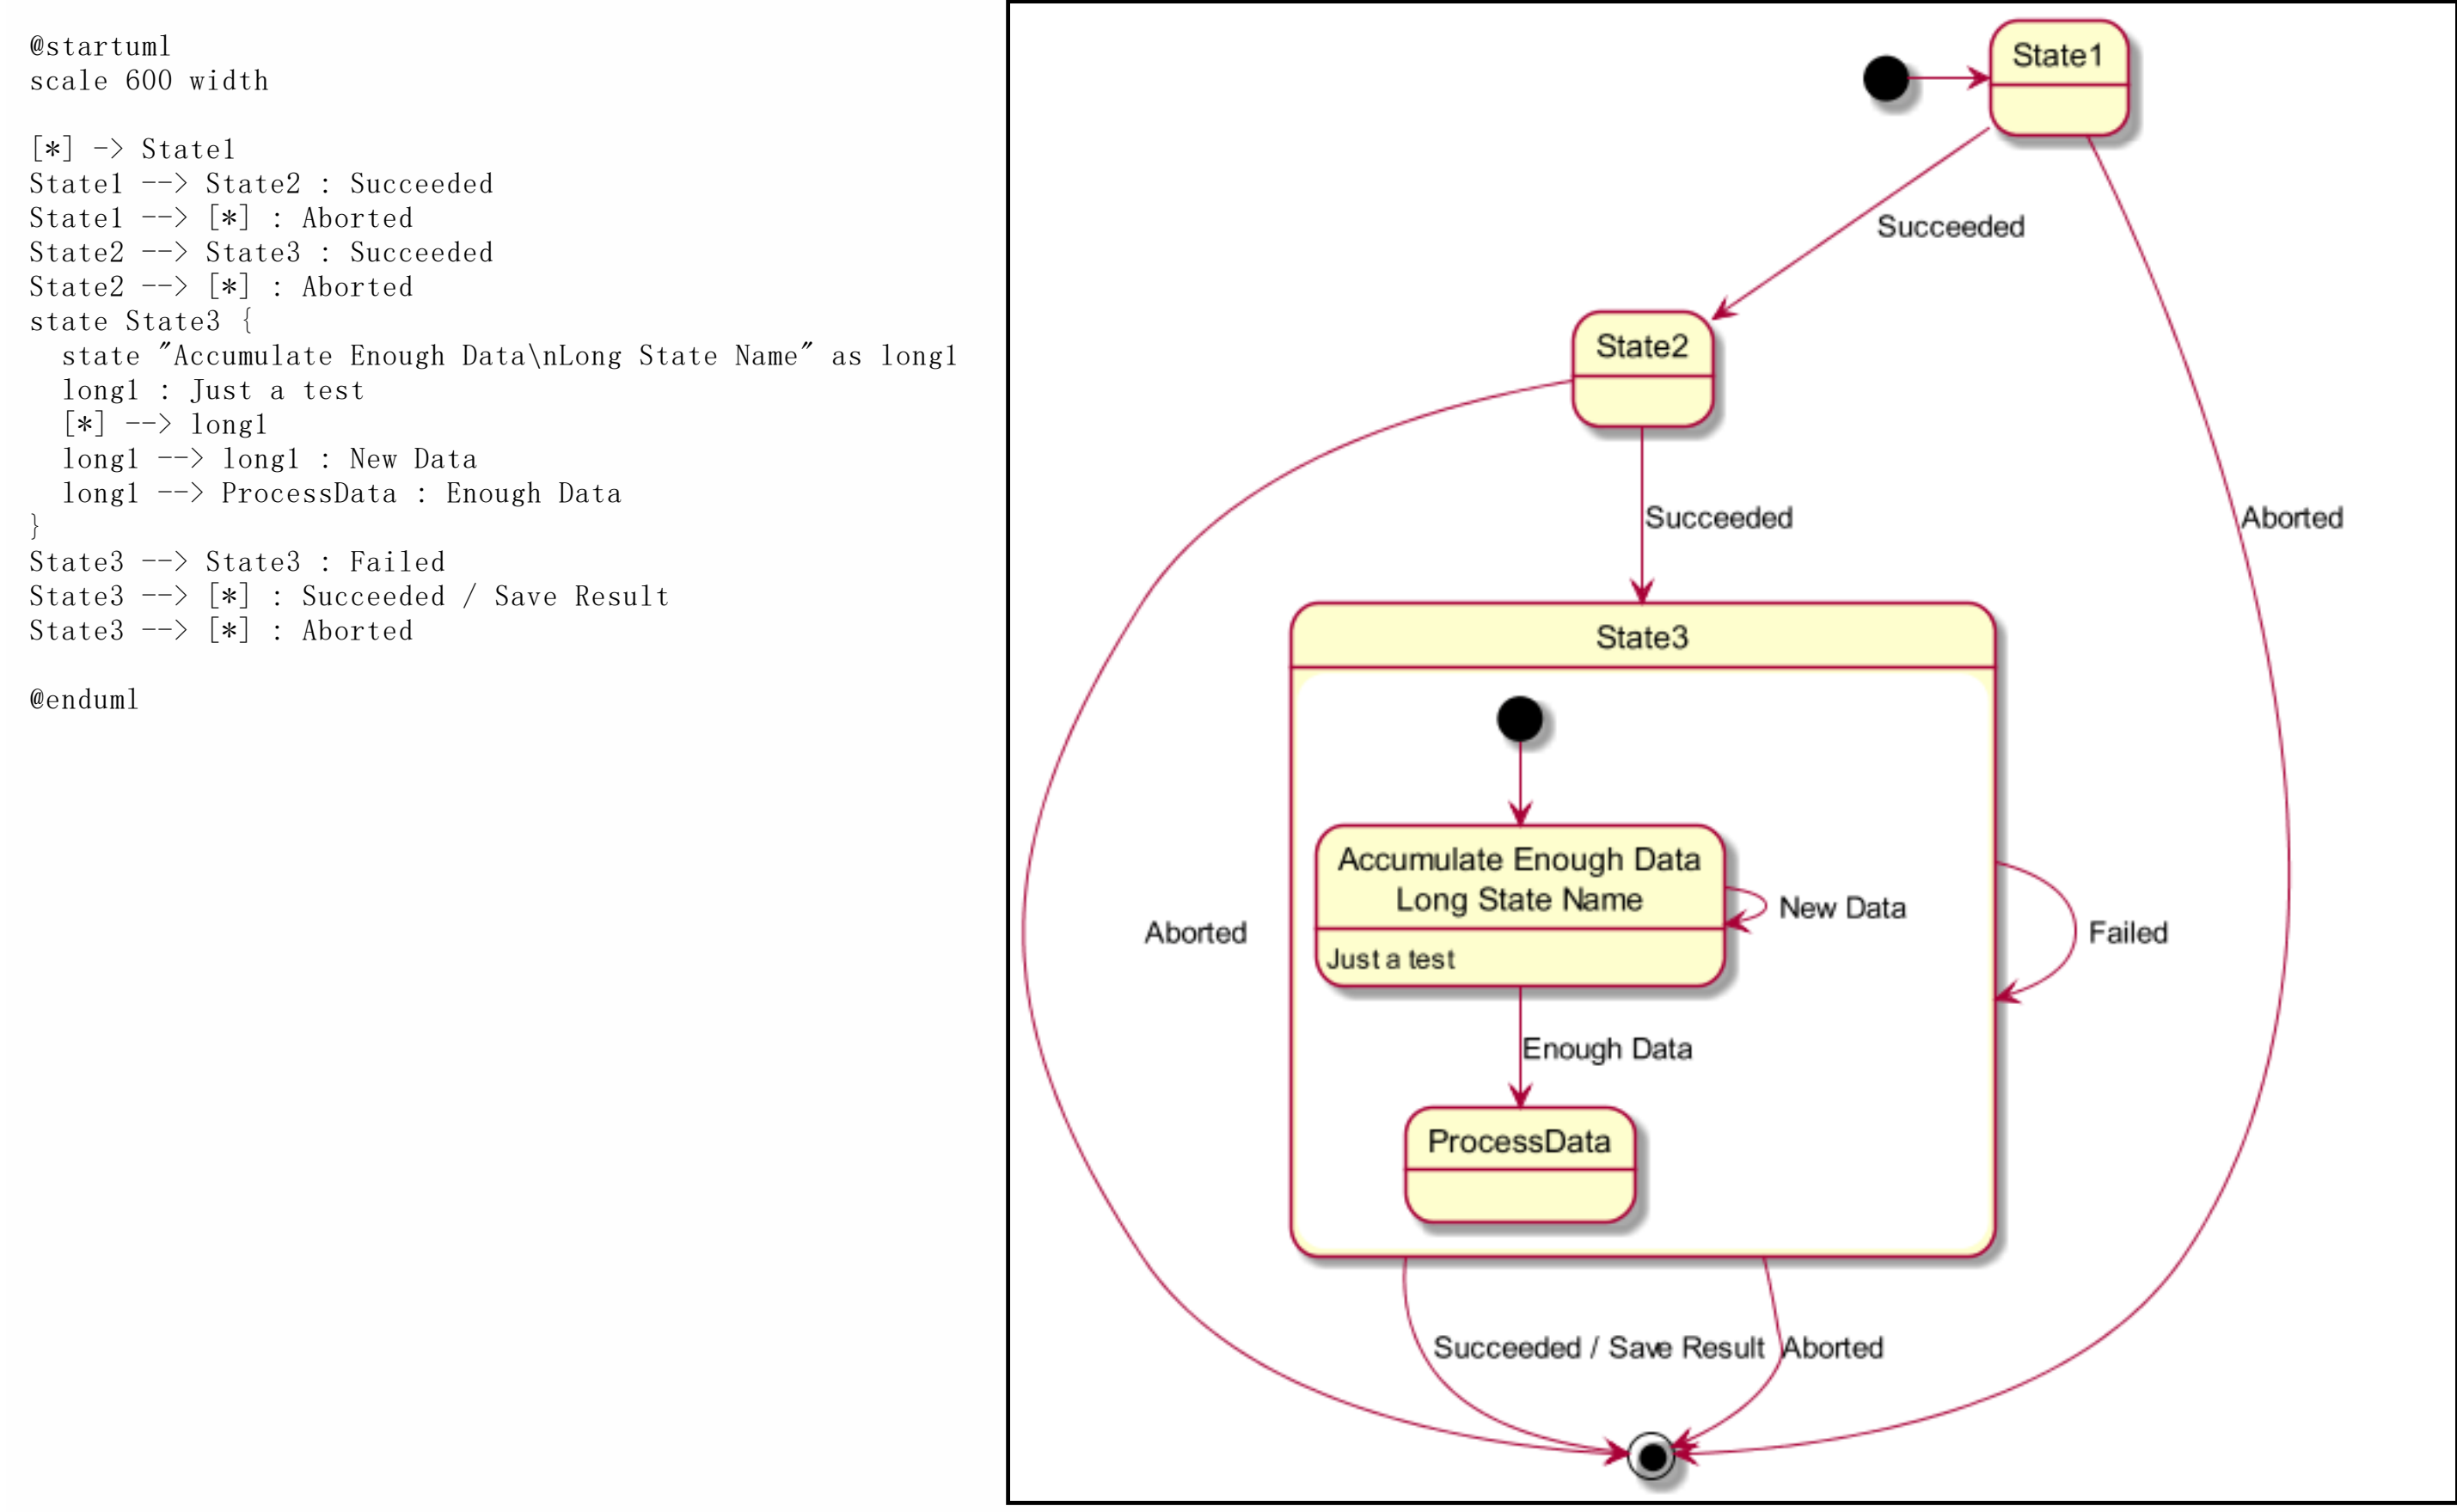 @startuml
scale 600 width
[*] -> State1
State1 --> State2 : Succeeded
State1 --> [*] : Aborted
State2 --> State3 : Succeeded
State2 --> [*] : Aborted
state State3 {
  state "Accumulate Enough Data\nLong State Name" as long1
  long1 : Just a test
  [*] --> long1
  long1 --> long1 : New Data
  long1 --> ProcessData : Enough Data
}
State3 --> State3 : Failed
State3 --> [*] : Succeeded / Save Result
State3 --> [*] : Aborted
@enduml
State1
Succeeded
State2
Succeeded
Aborted
State3
Accumulate Enough Data
Long State Name
New Data
Just a test
Aborted
Failed
Enough Data
ProcessData
Succeeded / Save Result
Aborted